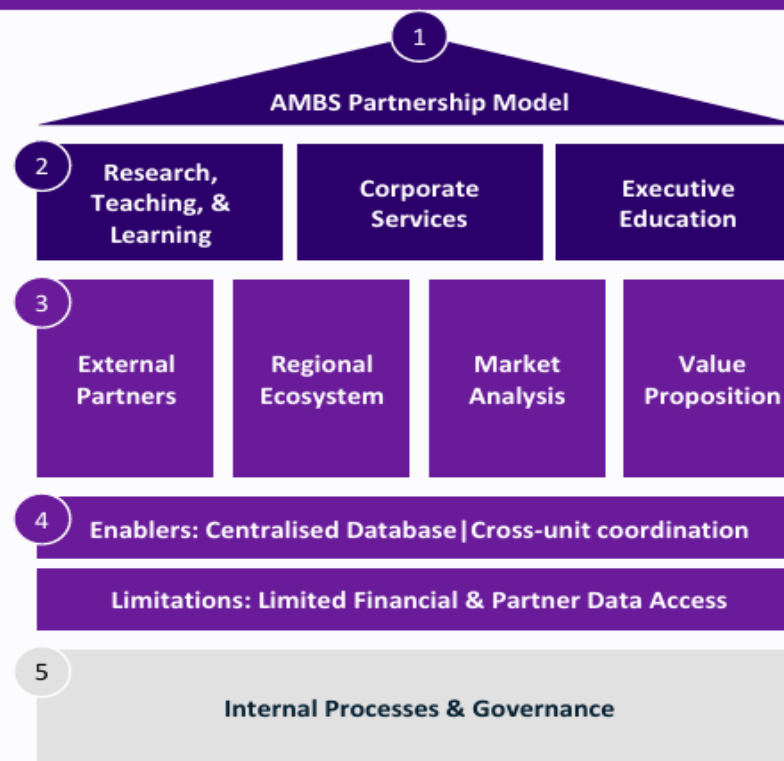 1
AMBS Partnership Model
2
Research,
Teaching, &
Learning
Corporate
Services
Executive
Education
3
External
Partners
Regional
Ecosystem
Market
Analysis
Value
Proposition
4
Enablers: Centralised Database|Cross-unit coordination
Limitations: Limited Financial & Partner Data Access
5
Internal Processes & Governance